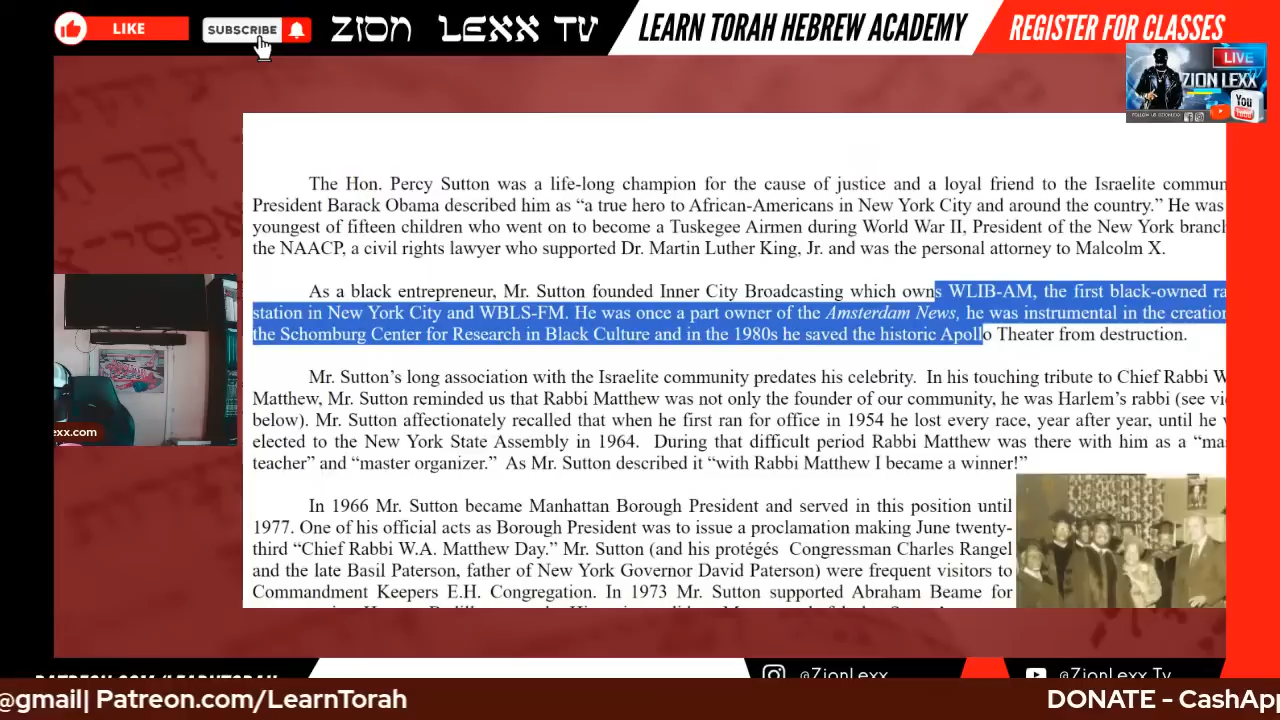 LIKE
SUBSCRIBE
ZION LEXX TV
LEARN TORAH HEBREW ACADEMY
REGISTER FOR CLASSES
LIVE
ZION LEXX
You
The Hon. Percy Sutton was a life-long champion for the cause of justice and a loyal friend to the Israelite
President Barack Obama described him as “a true hero to African-Americans in New York City and around the country.” He was
youngest of fifteen children who went on to become a Tuskegee Airmen during World War II, President of the New York
the NAACP, a civil rights lawyer who supported Dr. Martin Luther King, Jr. and was the personal attorney to Malcolm X.
As a black entrepreneur, Mr. Sutton founded Inner City Broadcasting which owns WLIB-AM, the first black-owned
station in New York City and WBLS-FM. He was once a part owner of the Amsterdam News, he was instrumental in the
the Schomburg Center for Research in Black Culture and in the 1980s he saved the historic Apollo Theater from destruction.
Mr. Sutton’s long association with the Israelite community predates his celebrity. In his touching tribute to Chief Rabbi W
Matthew, Mr. Sutton reminded us that Rabbi Matthew was not only the founder of our community, he was Harlem’s rabbi (see
below). Mr. Sutton affectionately recalled that when he first ran for office in 1954 he lost every race, year after year, until he
elected to the New York State Assembly in 1964. During that difficult period Rabbi Matthew was there with him as a
teacher” and “master organizer.” As Mr. Sutton described it “with Rabbi Matthew I became a winner!”
In 1966 Mr. Sutton became Manhattan Borough President and served in this position until
1977. One of his official acts as Borough President was to issue a proclamation making June twenty-
third “Chief Rabbi W.A. Matthew Day.” Mr. Sutton (and his protégés Congressman Charles Rangel
and the late Basil Paterson, father of New York Governor David Paterson) were frequent visitors to
Commandment Keepers E.H. Congregation. In 1973 Mr. Sutton supported Abraham Beame for
exx.com
@ZionLexx
@ZionLexx Tv
@gmail| Patreon.com/LearnTorah
DONATE - CashApp